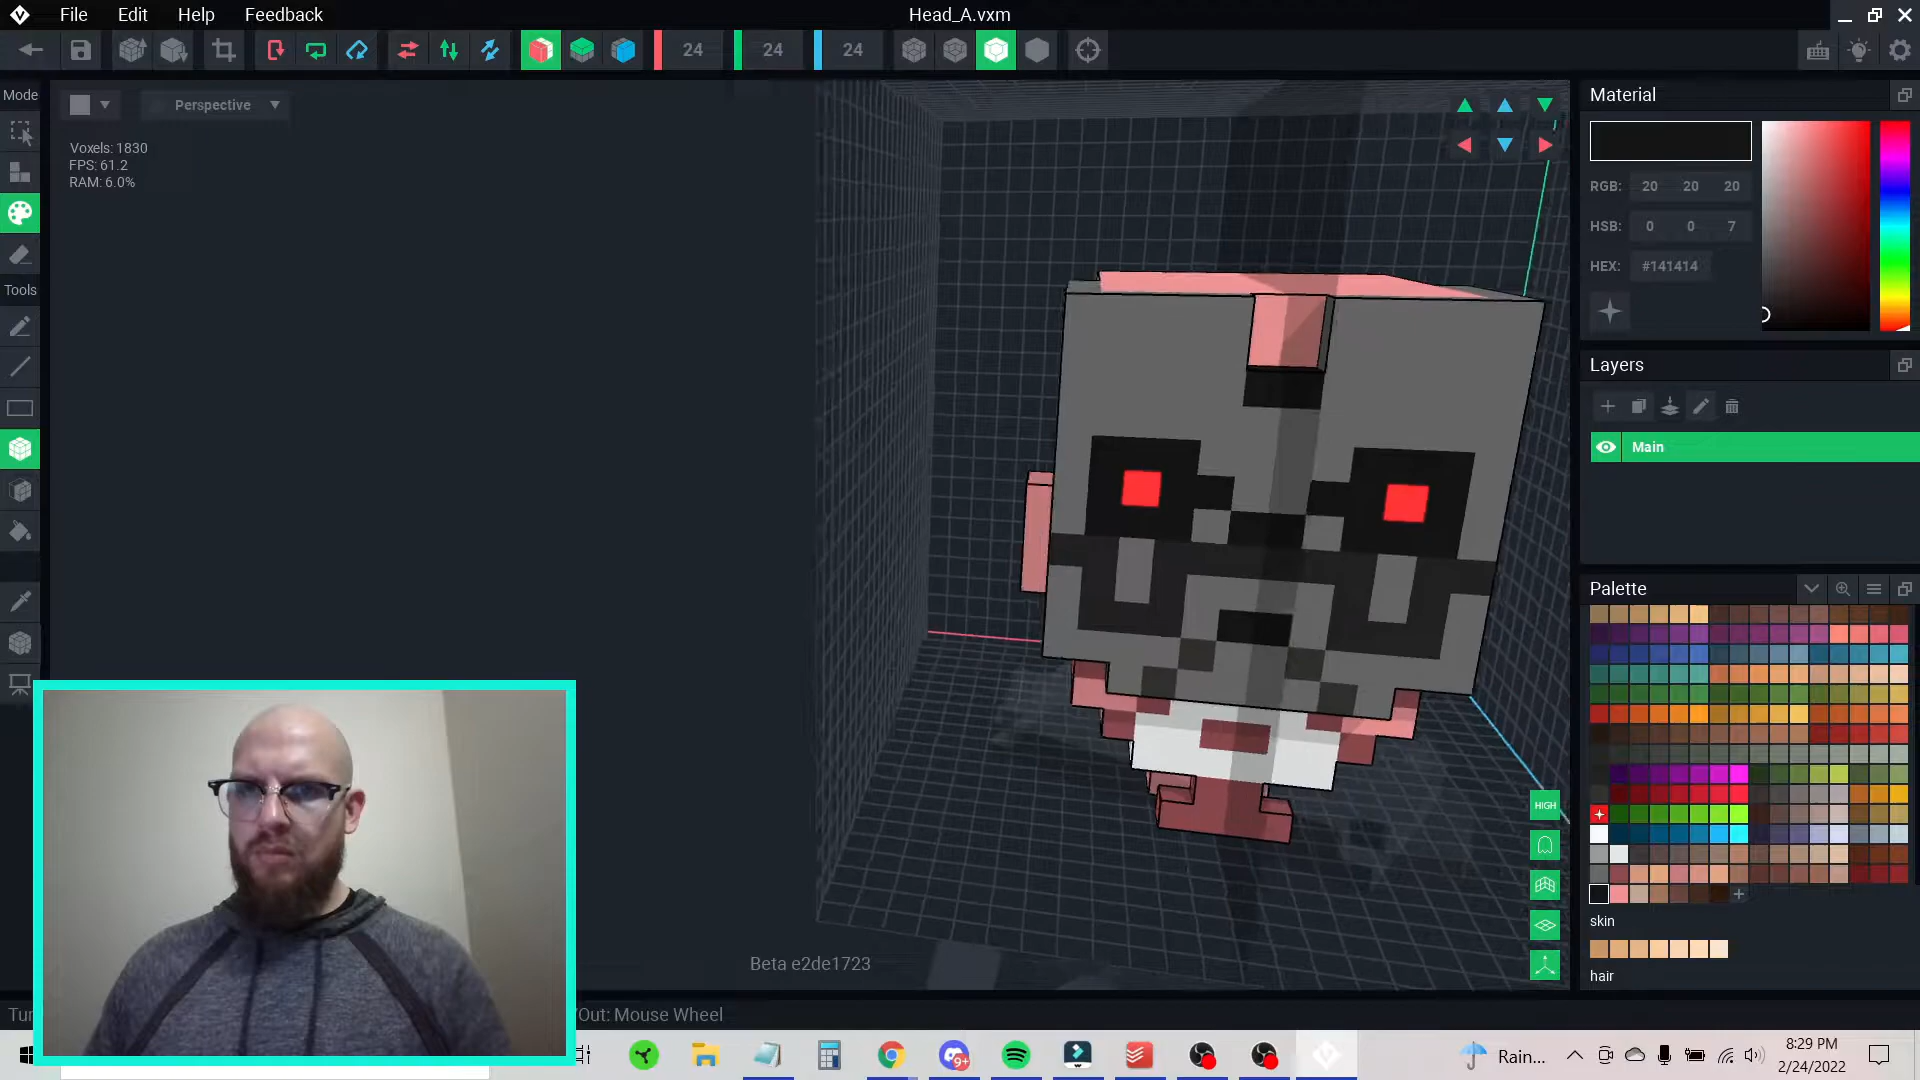 File Edit Help Feedback
Head_A.vxm
24 24 24
Mode
Perspective
Voxels: 1830
FPS: 61.2
RAM: 6.0%
Tools
Material
RGB: 20 20 20
HSB: 0 0 7
HEX: #141414
Layers
Main
Palette
skin
hair
HIGH
Beta e2de1723
/Out: Mouse Wheel
9+
Rain...
8:29 PM
2/24/2022